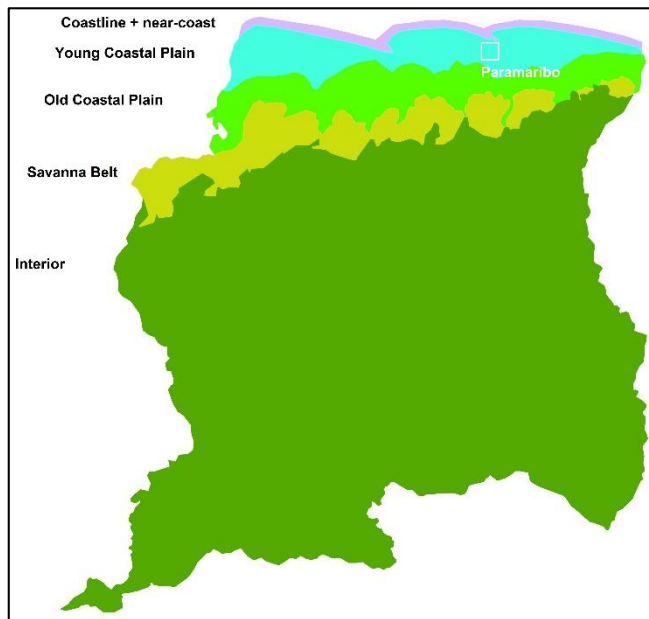 Coastline + near-coast
Young Coastal Plain
Paramaribo
Old Coastal Plain
Savanna Belt
Interior